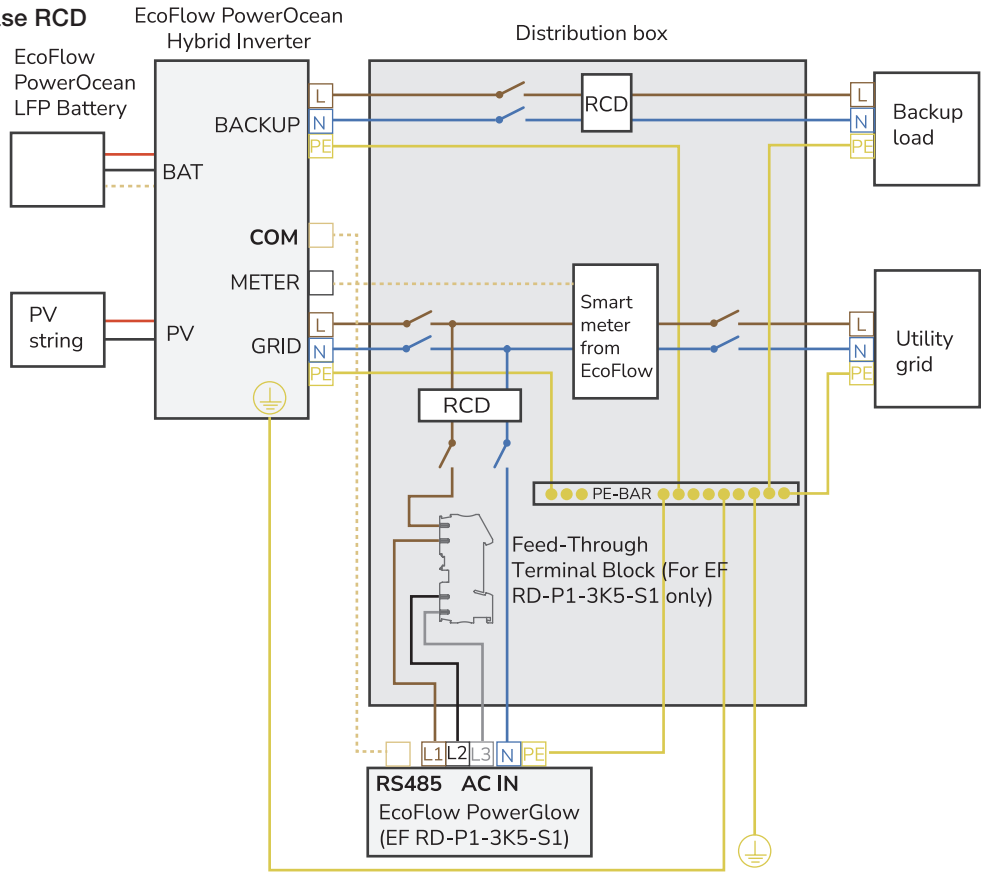 se RCD
EcoFlow PowerOcean
Hybrid Inverter
EcoFlow
PowerOcean
LFP Battery
Distribution box
L
N
PE
BACKUP
RCD
L
N
PE
Backup
load
BAT
COM
METER
PV
string
PV
GRID
L
N
PE
Smart
meter
from
EcoFlow
L
N
PE
Utility
grid
RCD
PE-BAR
Feed-Through
Terminal Block (For EF
RD-P1-3K5-S1 only)
L1 L2 L3 N PE
RS485 AC IN
EcoFlow PowerGlow
(EF RD-P1-3K5-S1)